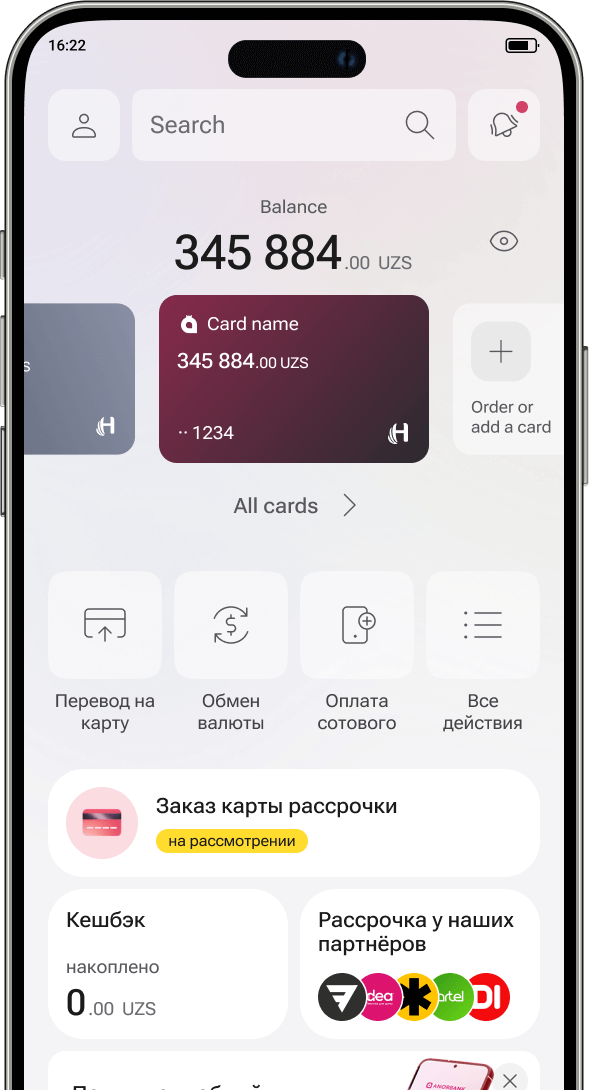 16:22
Search
Balance
345 884.00 UZS
s
Card name
345 884.00 UZS
·· 1234
Order or
add a card
All cards
Перевод на
карту
Обмен
валюты
Оплата
сотового
Все
действия
Заказ карты рассрочки
на рассмотрении
Кешбэк
накоплено
0.00 UZS
Рассрочка у наших
партнёров
idea
artel
DI
ANORBANK